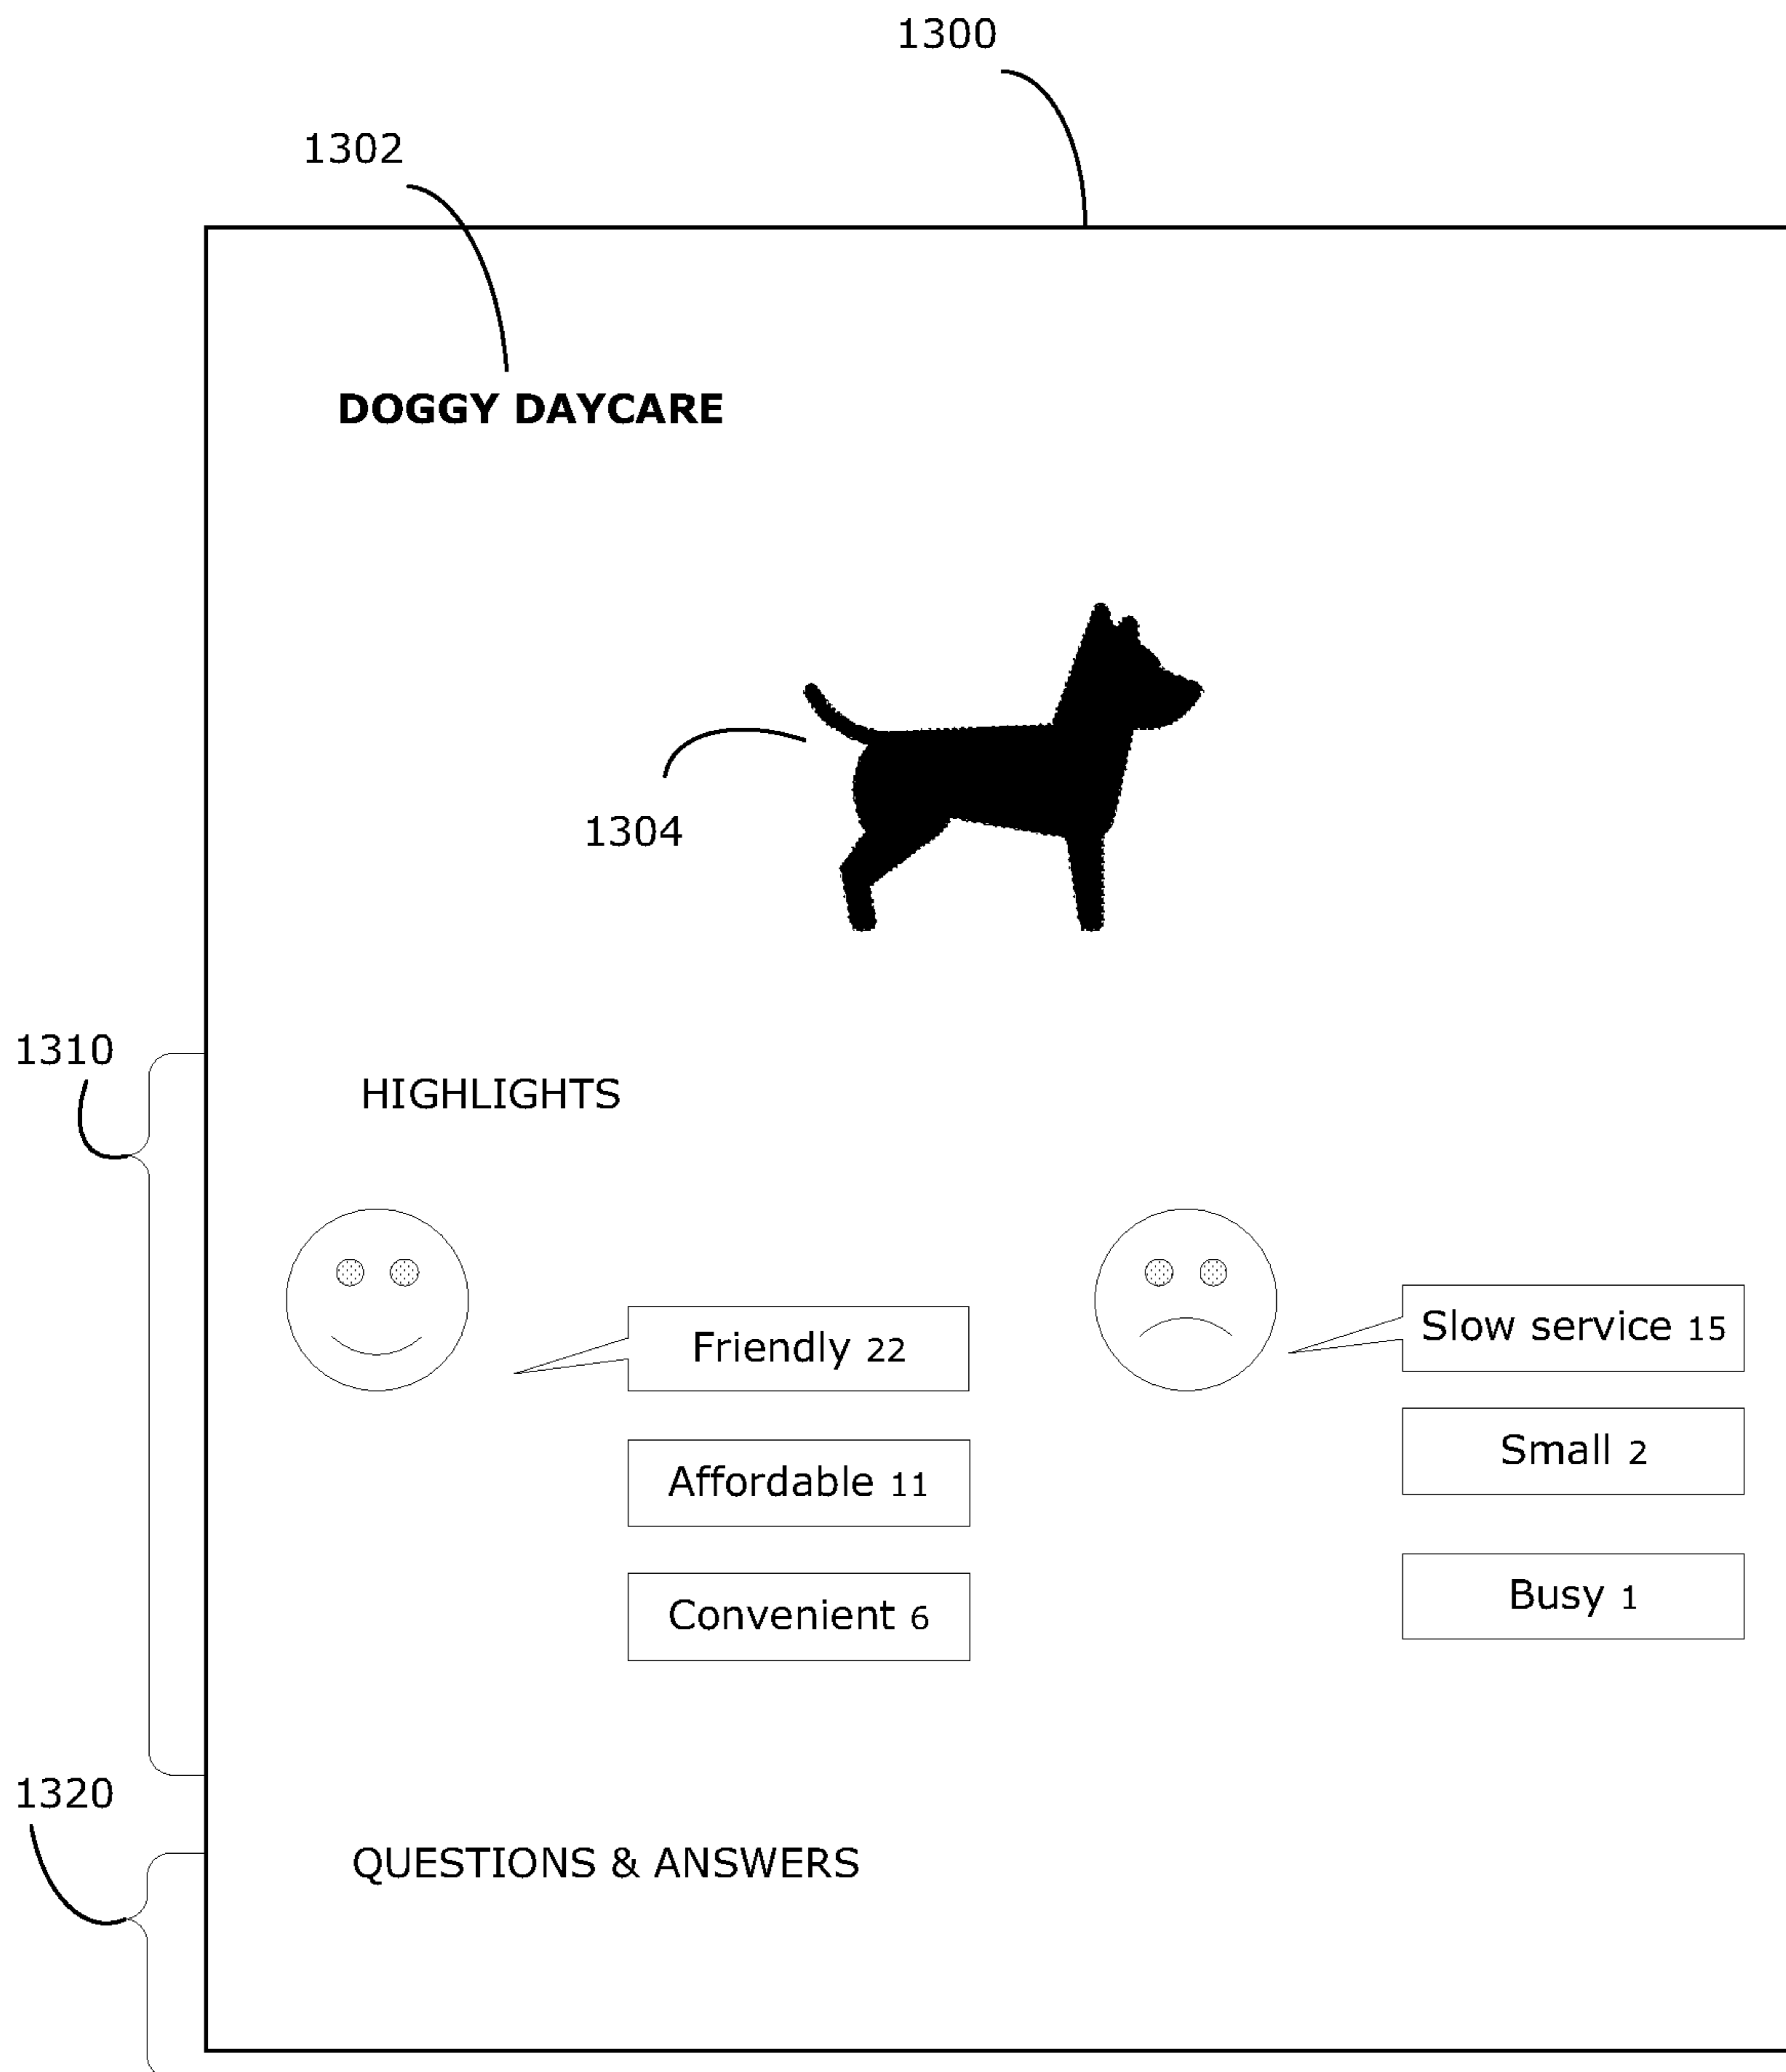 1300
1302
DOGGY DAYCARE
1304
1310
HIGHLIGHTS
Friendly 22
Affordable 11
Convenient 6
Slow service 15
Small 2
Busy 1
1320
QUESTIONS & ANSWERS